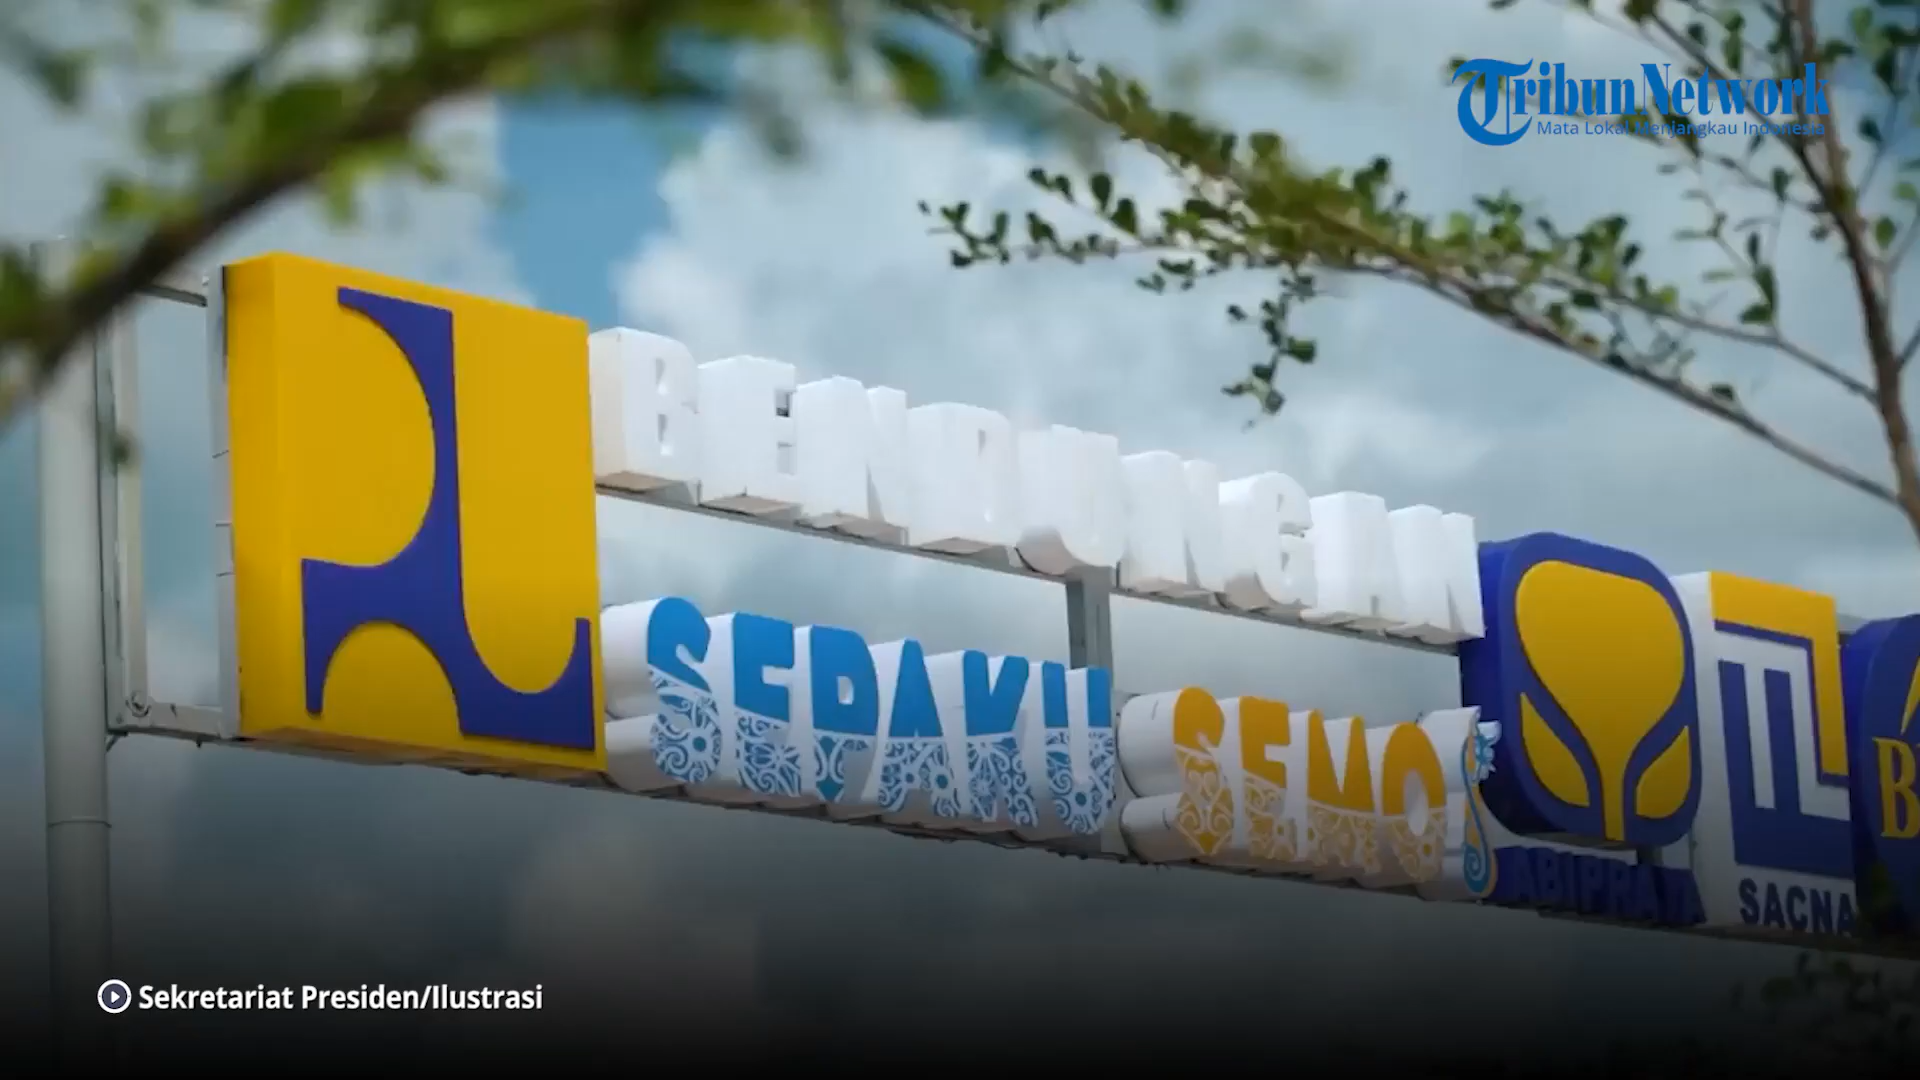 TribunNetwork
Mata Lokal Menjangkau Indonesia
BENDUNGAN
SEPAKU SEMOI
ABIPRAYA
SACNA
B
Sekretariat Presiden/Ilustrasi